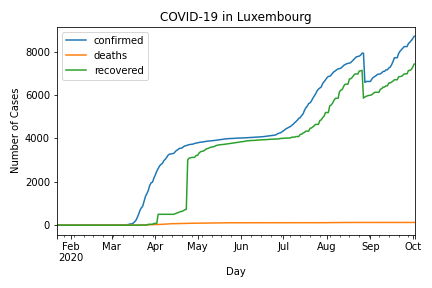 COVID-19 in Luxembourg
confirmed
deaths
recovered
Number of Cases
8000
6000
4000
2000
0
Feb Mar Apr May Jun Jul Aug Sep Oct
2020
Day